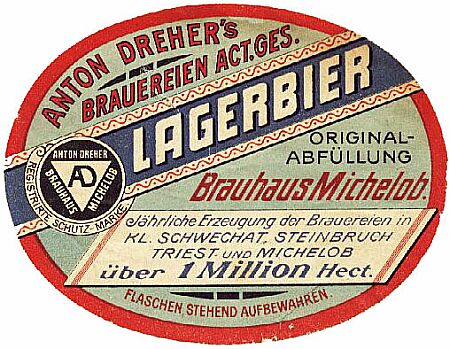 ANTON DREHER'S
BRAUEREIEN ACT.GES.
LAGERBIER
ORIGINAL-
ABFÜLLUNG
Brauhaus Michelob.
REGISTRIRTE SCHUTZ-MARKE
ANTON DREHER
AD
BRAUHAUS
MICHELOB
Jährliche Erzeugung der Brauereien in
KL. SCHWECHAT, STEINBRUCH
TRIEST UND MICHELOB
über 1 Million Hect.
FLASCHEN STEHEND AUFBEWAHREN.